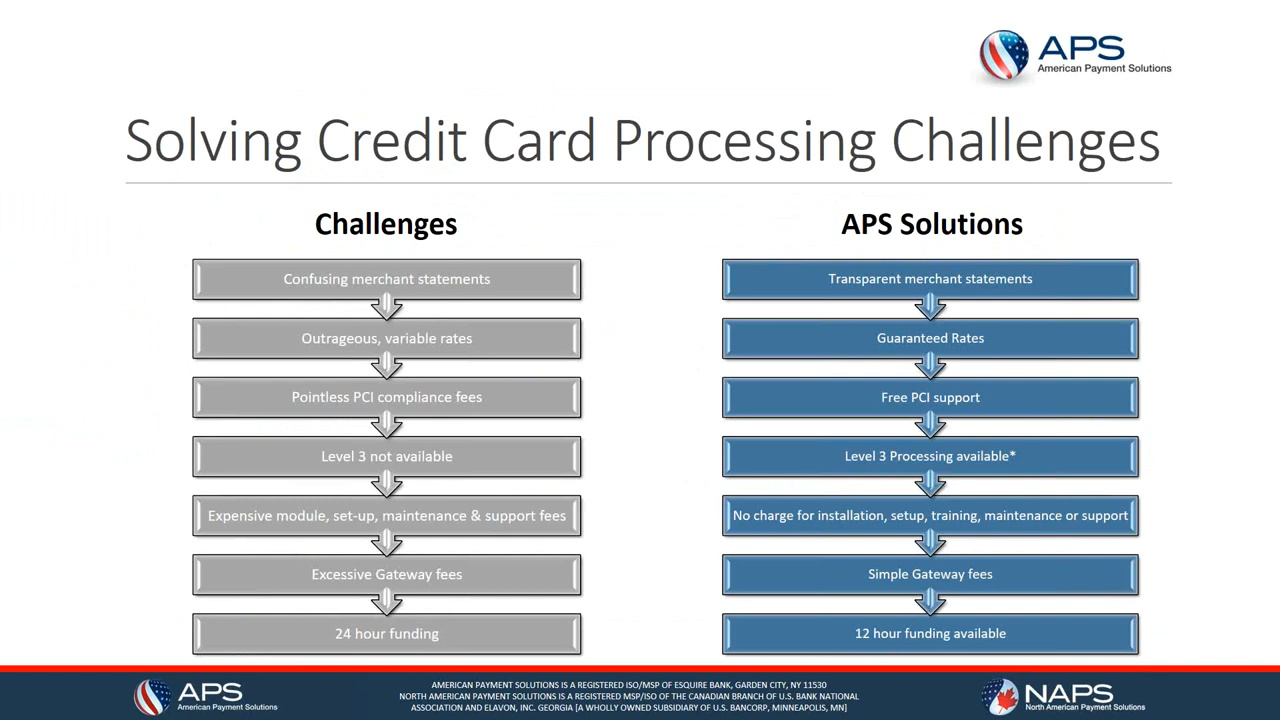 APS
American Payment Solutions
Solving Credit Card Processing Challenges
Challenges
Confusing merchant statements
Outrageous, variable rates
Pointless PCI compliance fees
Level 3 not available
Expensive module, set-up, maintenance & support fees
Excessive Gateway fees
24 hour funding
APS Solutions
Transparent merchant statements
Guaranteed Rates
Free PCI support
Level 3 Processing available*
No charge for installation, setup, training, maintenance or support
Simple Gateway fees
12 hour funding available
APS
American Payment Solutions
AMERICAN PAYMENT SOLUTIONS IS A REGISTERED ISO/MSP OF ESQUIRE BANK, GARDEN CITY, NY 11530
NORTH AMERICAN PAYMENT SOLUTIONS IS A REGISTERED MSP/ISO OF THE CANADIAN BRANCH OF U.S. BANK NATIONAL
ASSOCIATION AND ELAVON, INC. GEORGIA [A WHOLLY OWNED SUBSIDIARY OF U.S. BANCORP, MINNEAPOLIS, MN]
NAPS
North American Payment Solutions